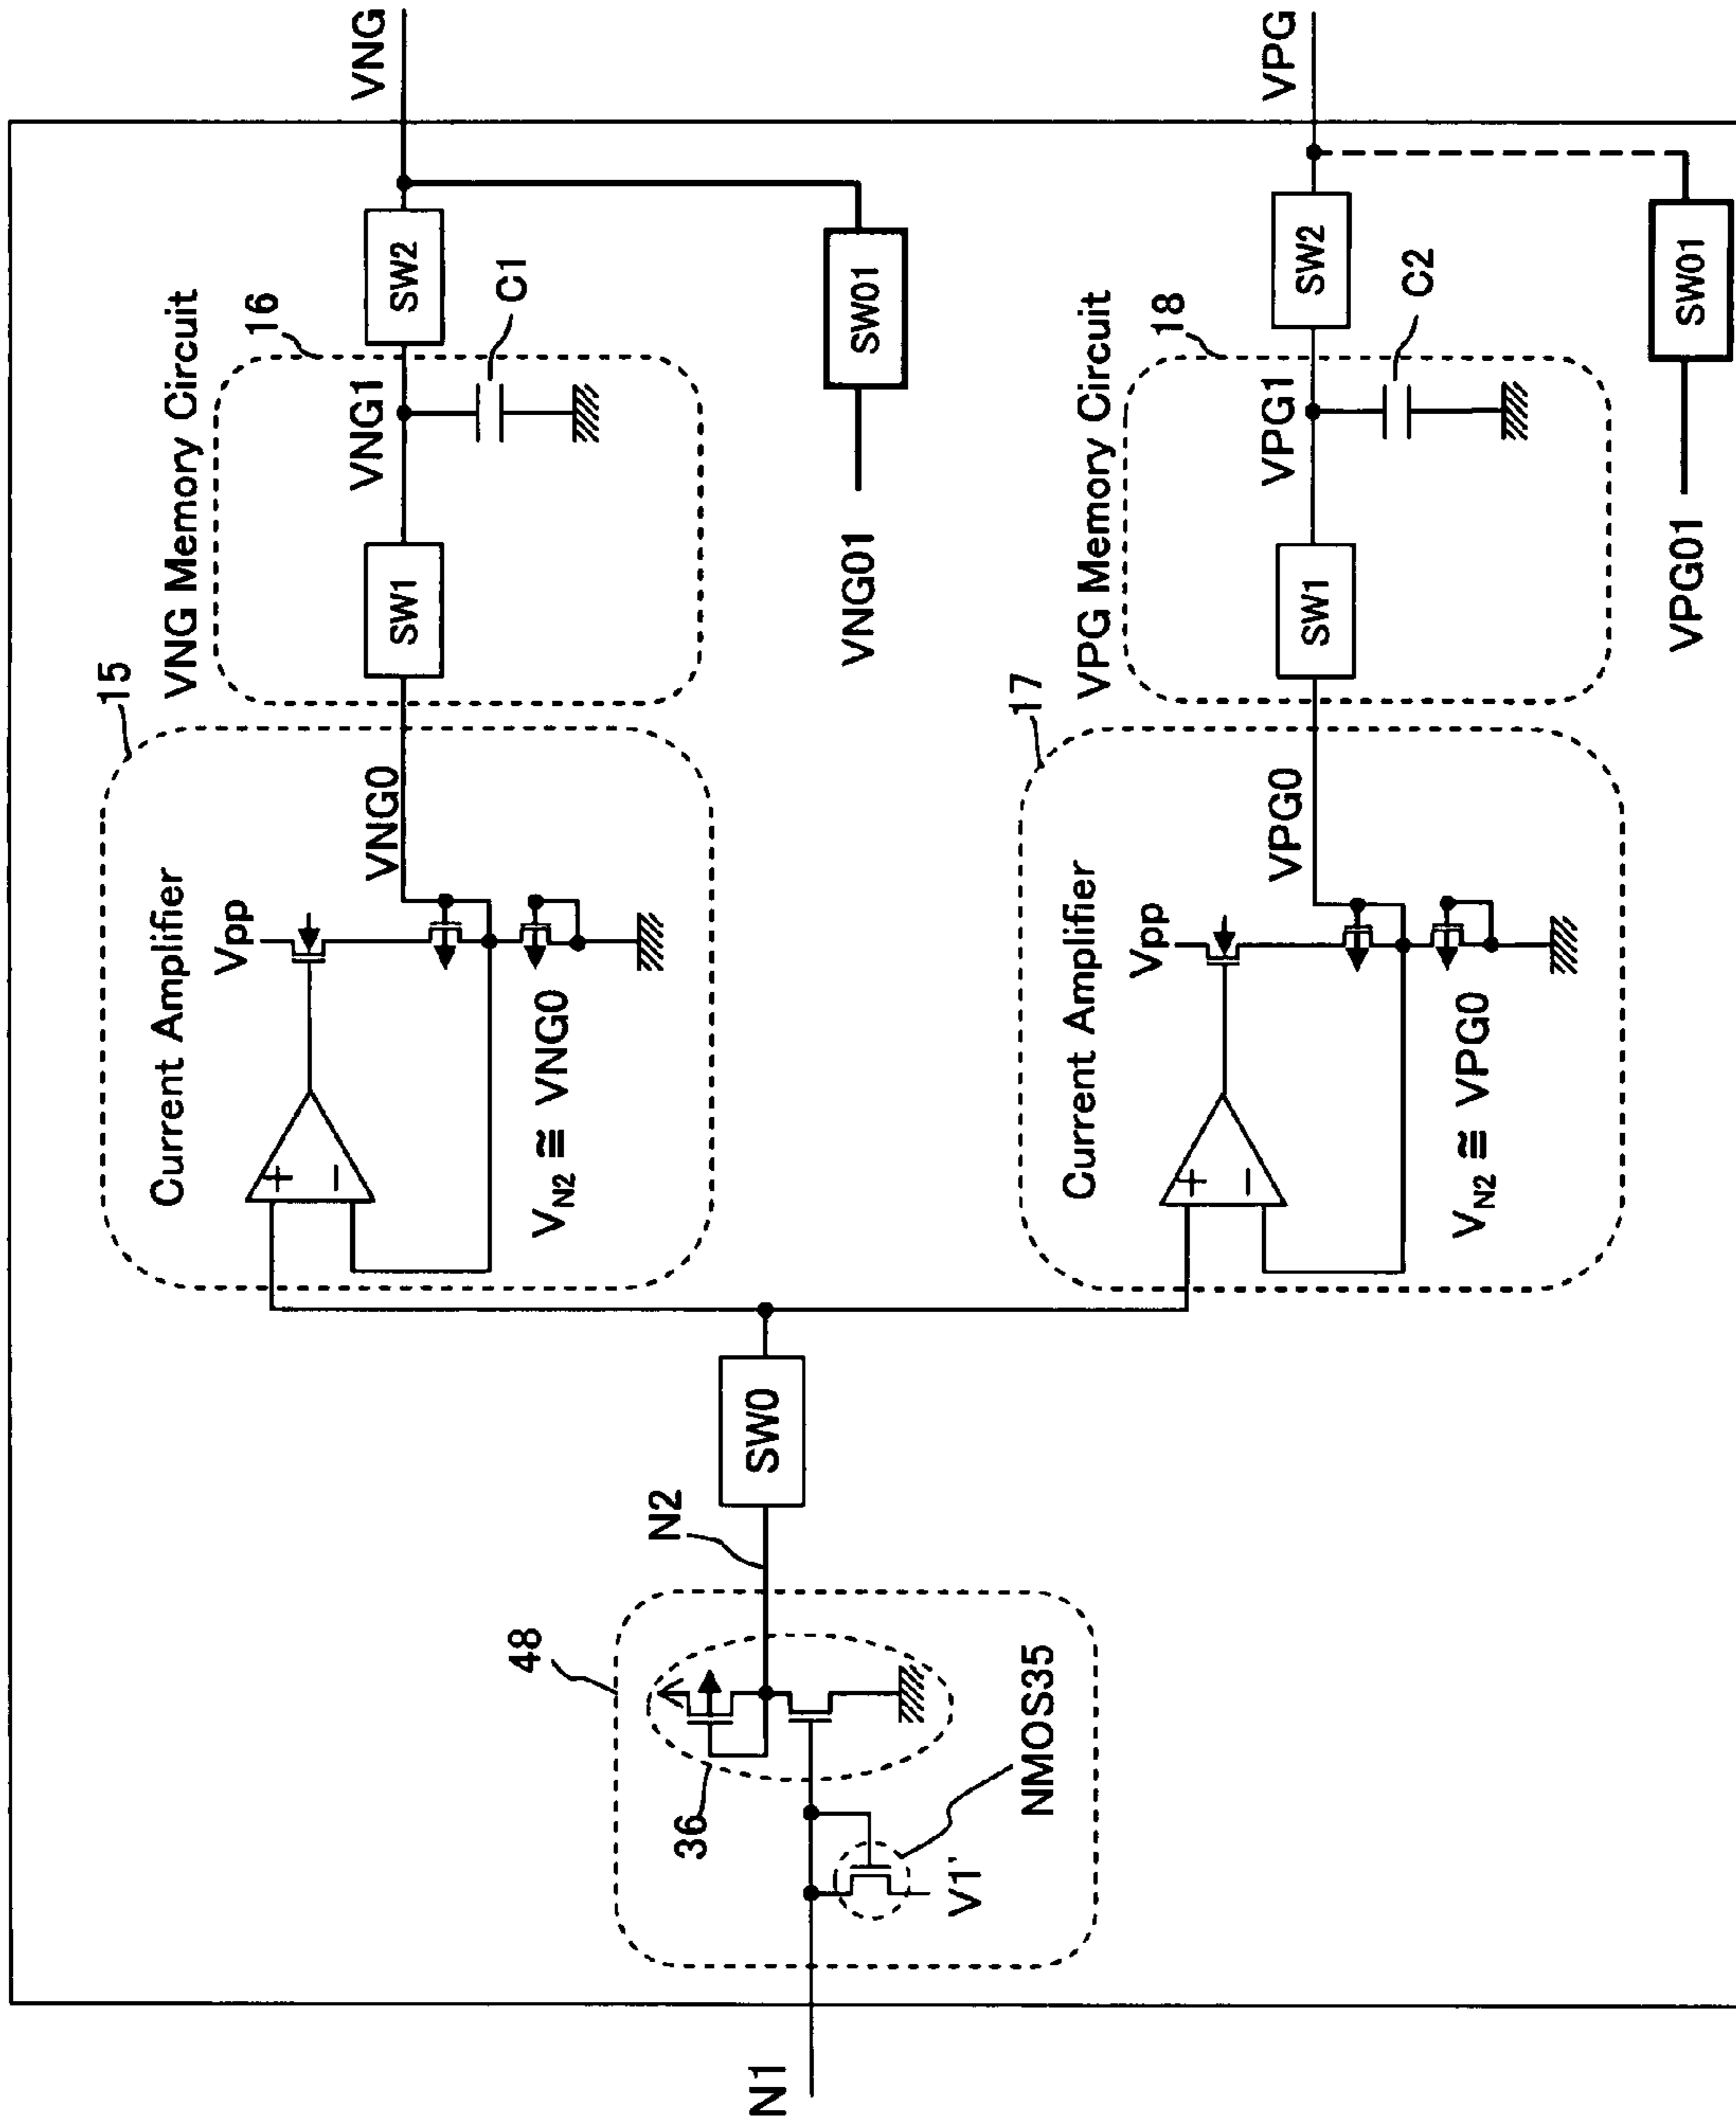 N1
V1
NMOS35
36
48
N2
SW0
15
Current Amplifier
Vpp
+
−
VN2 ≅ VNG0
VNG0
VNG Memory Circuit
16
SW1
VNG1
C1
SW2
VNG
VNG01
SW01
17
Current Amplifier
Vpp
+
−
VN2 ≅ VPG0
VPG0
VPG Memory Circuit
18
SW1
VPG1
C2
SW2
VPG
VPG01
SW01